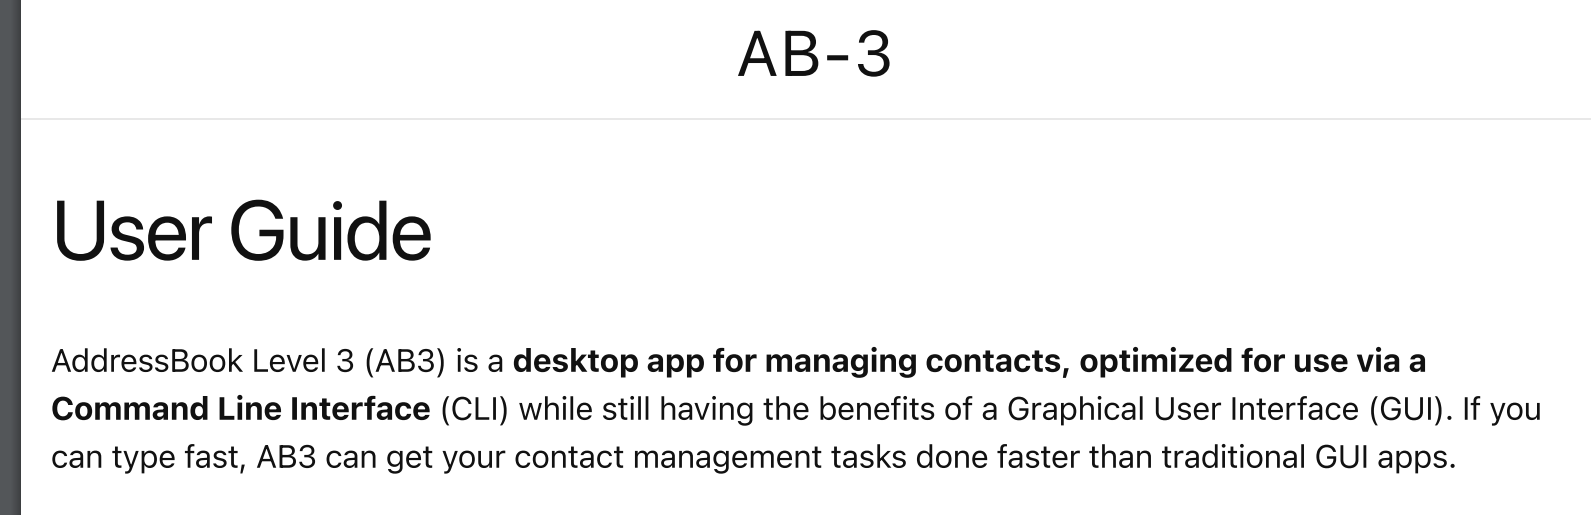 AB-3
User Guide
AddressBook Level 3 (AB3) is a desktop app for managing contacts, optimized for use via a
Command Line Interface (CLI) while still having the benefits of a Graphical User Interface (GUI). If you
can type fast, AB3 can get your contact management tasks done faster than traditional GUI apps.